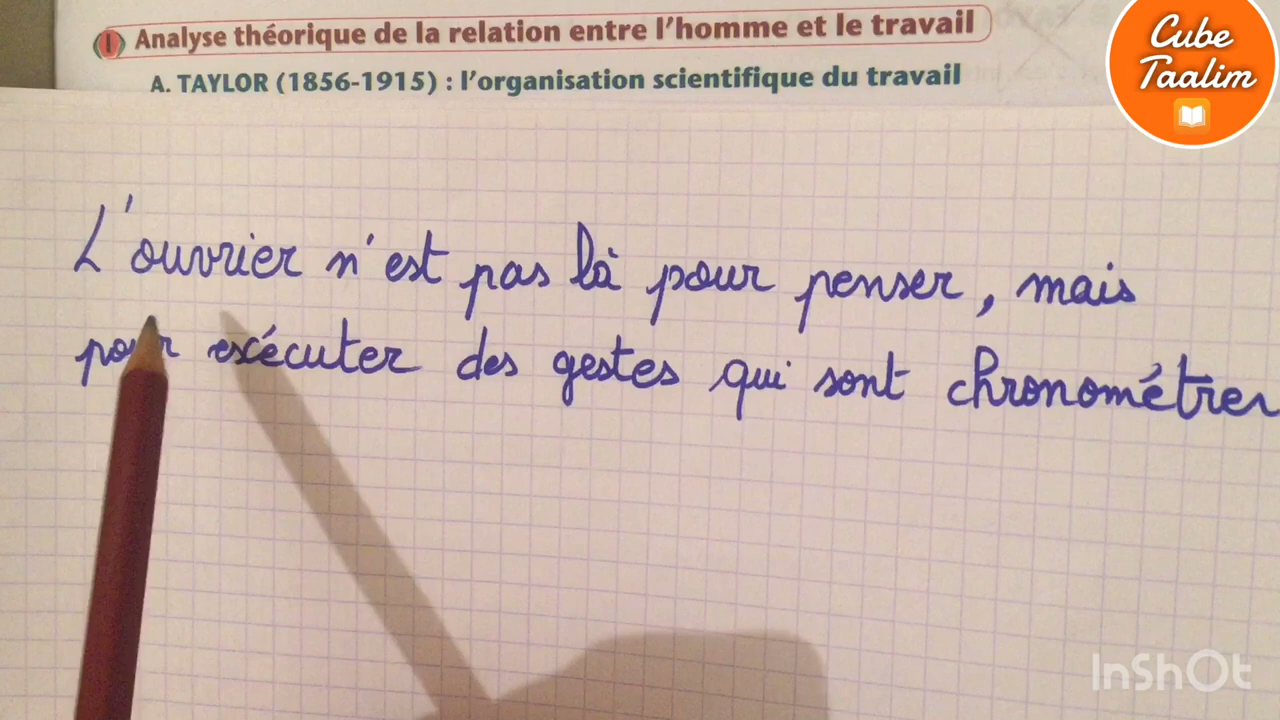 I Analyse théorique de la relation entre l'homme et le travail
A. TAYLOR (1856-1915) : l'organisation scientifique du travail
Cube
Taalim
L'ouvrier n'est pas là pour penser, mais
pour exécuter des gestes qui sont chronométrer
InShOt